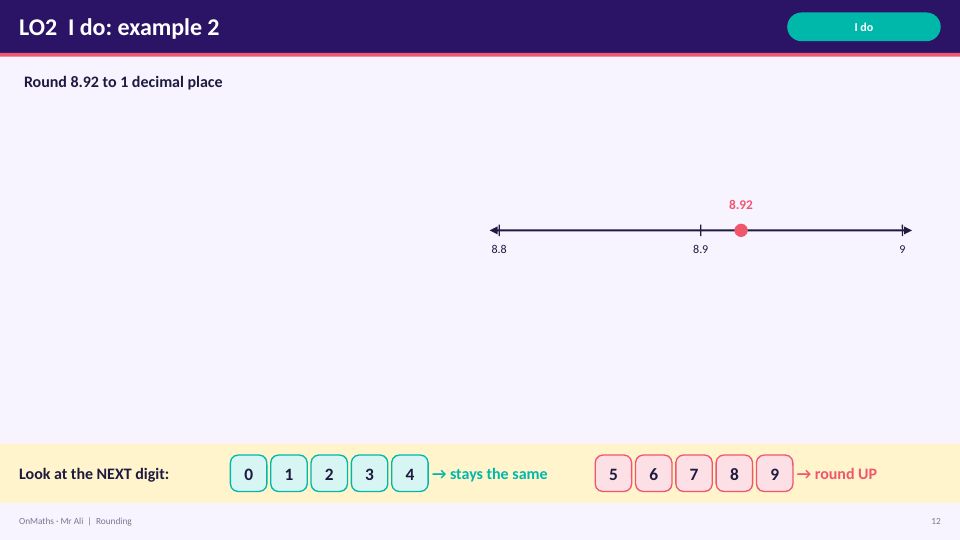 LO2 I do: example 2
I do
Round 8.92 to 1 decimal place
8.92
8.8 8.9 9
Look at the NEXT digit: 0 1 2 3 4 → stays the same 5 6 7 8 9 → round UP
OnMaths - Mr Ali | Rounding 12